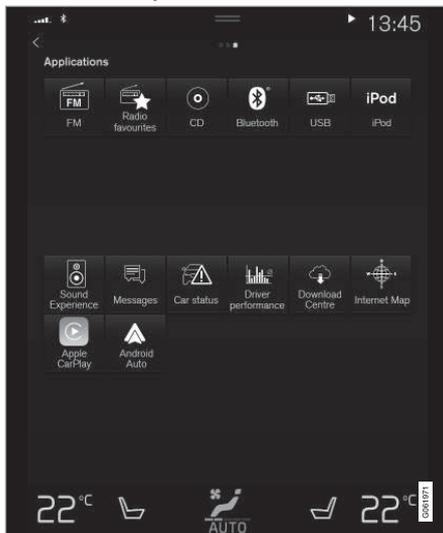 13:45
Applications
FM
FM
Radio
favourites
CD
Bluetooth
USB
iPod
iPod
Sound
Experience
Messages
Car status
Driver
performance
Download
Centre
Internet Map
Apple
CarPlay
Android
Auto
22°C
AUTO
22°C
G061971